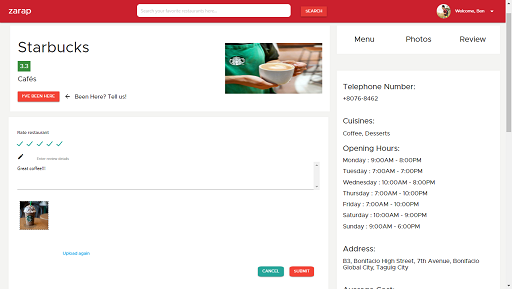 zarap
Search your favorite restaurants here...
SEARCH
Welcome, Ben
Starbucks
3.3
Cafés
I'VE BEEN HERE
Been Here? Tell us!
Menu
Photos
Review
Rate restaurant
Enter review details
Great coffee!!!
Upload again
CANCEL
SUBMIT
Telephone Number:
+8076-8462
Cuisines:
Coffee, Desserts
Opening Hours:
Monday : 9:00AM - 8:00PM
Tuesday : 7:00AM - 7:00PM
Wednesday : 10:00AM - 8:00PM
Thursday : 7:00AM - 10:00PM
Friday : 7:00AM - 10:00PM
Saturday : 10:00AM - 9:00PM
Sunday : 9:00AM - 6:00PM
Address:
B3, Bonifacio High Street, 7th Avenue, Bonifacio
Global City, Taguig City
Average Cost: